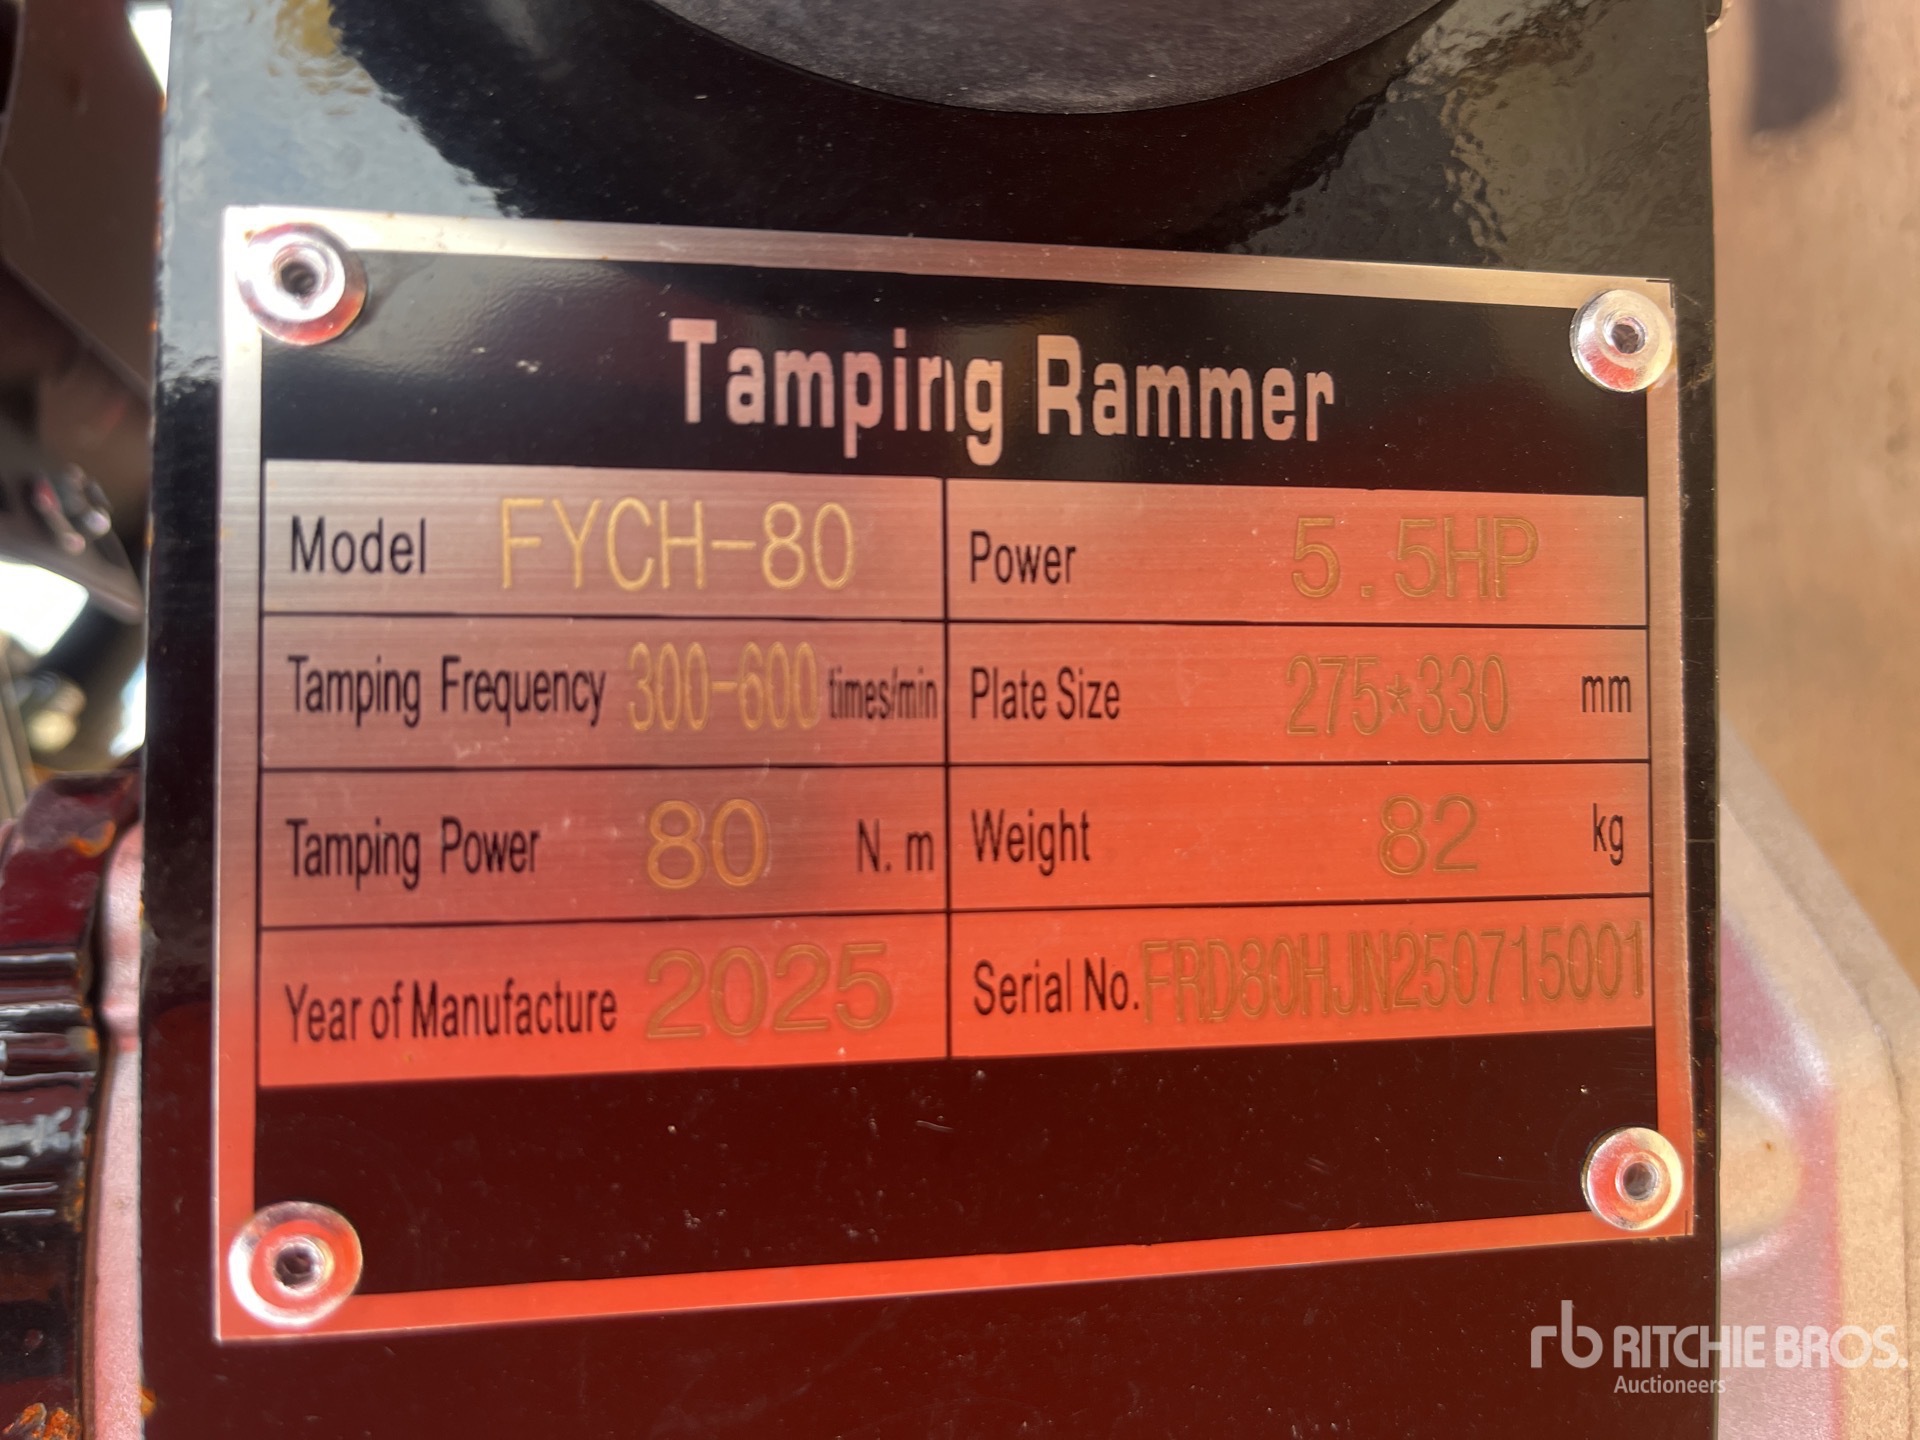 Tamping Rammer
Model FYCH-80 Power 5.5HP
Tamping Frequency 300-600 times/min Plate Size 275*330 mm
Tamping Power 80 N.m Weight 82 kg
Year of Manufacture 2025 Serial No. FRD80HJN250715001
rb RITCHIE BROS.
Auctioneers